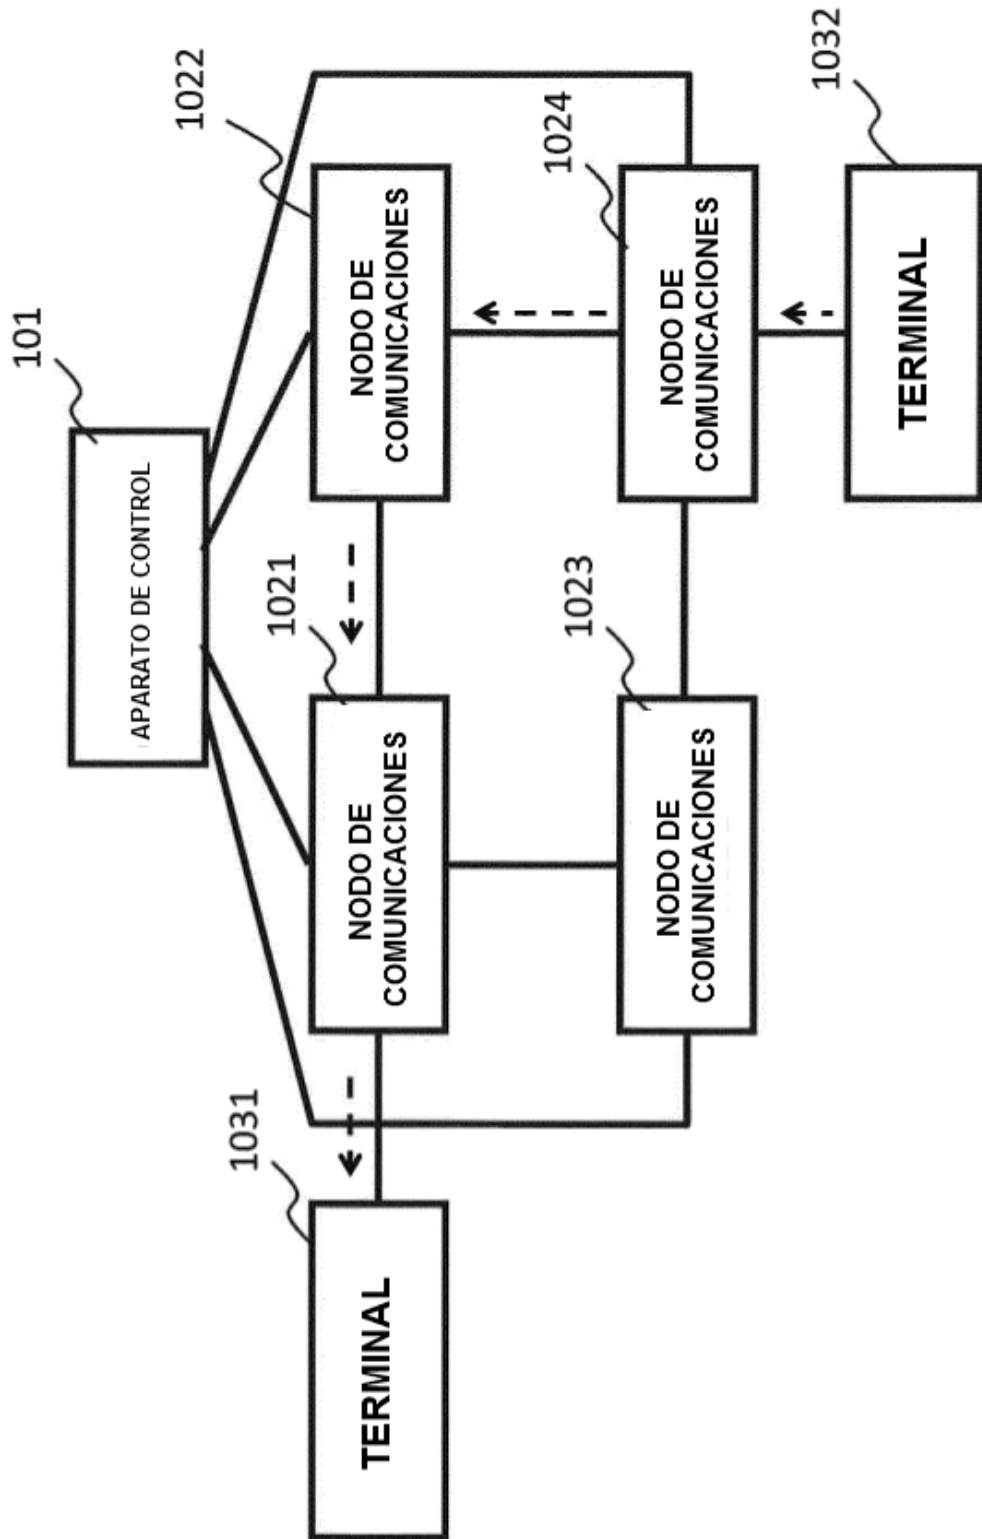 101
APARATO DE CONTROL
1022
1021
NODO DE
COMUNICACIONES
NODO DE
COMUNICACIONES
1031
TERMINAL
1023
1024
NODO DE
COMUNICACIONES
NODO DE
COMUNICACIONES
1032
TERMINAL